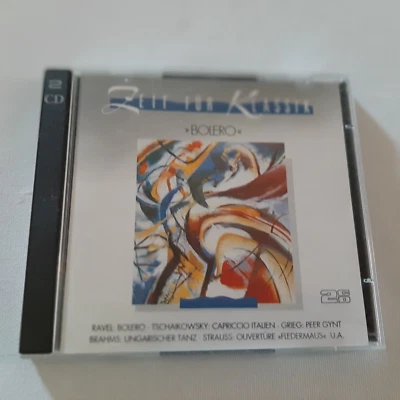 2
CD
ZEIT FÜR KLASSIK
»BOLERO«
RAVEL: BOLERO · TSCHAIKOWSKY: CAPRICCIO ITALIEN · GRIEG: PEER GYNT
BRAHMS: UNGARISCHER TANZ · STRAUSS: OUVERTÜRE »FLEDERMAUS« U.A.